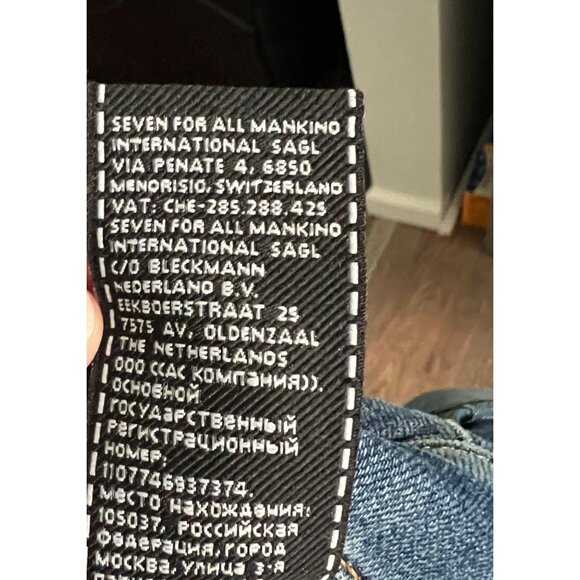 SEVEN FOR ALL MANKIND
INTERNATIONAL SAGL
VIA PENATE 4, 6850
MENDRISIO, SWITZERLAND
VAT: CHE-285.288.425
SEVEN FOR ALL MANKIND
INTERNATIONAL SAGL
C/O BLECKMANN
NEDERLAND B.V.
EEKBOERSTRAAT 25
7575 AV, OLDENZAAL
THE NETHERLANDS
ООО «САС КОМПАНИЯ».
ОСНОВНОЙ
ГОСУДАРСТВЕННЫЙ
РЕГИСТРАЦИОННЫЙ
НОМЕР:
1107746937374.
МЕСТО НАХОЖДЕНИЯ:
105037, РОССИЙСКАЯ
ФЕДЕРАЦИЯ, ГОРОД
МОСКВА, УЛИЦА 3-Я